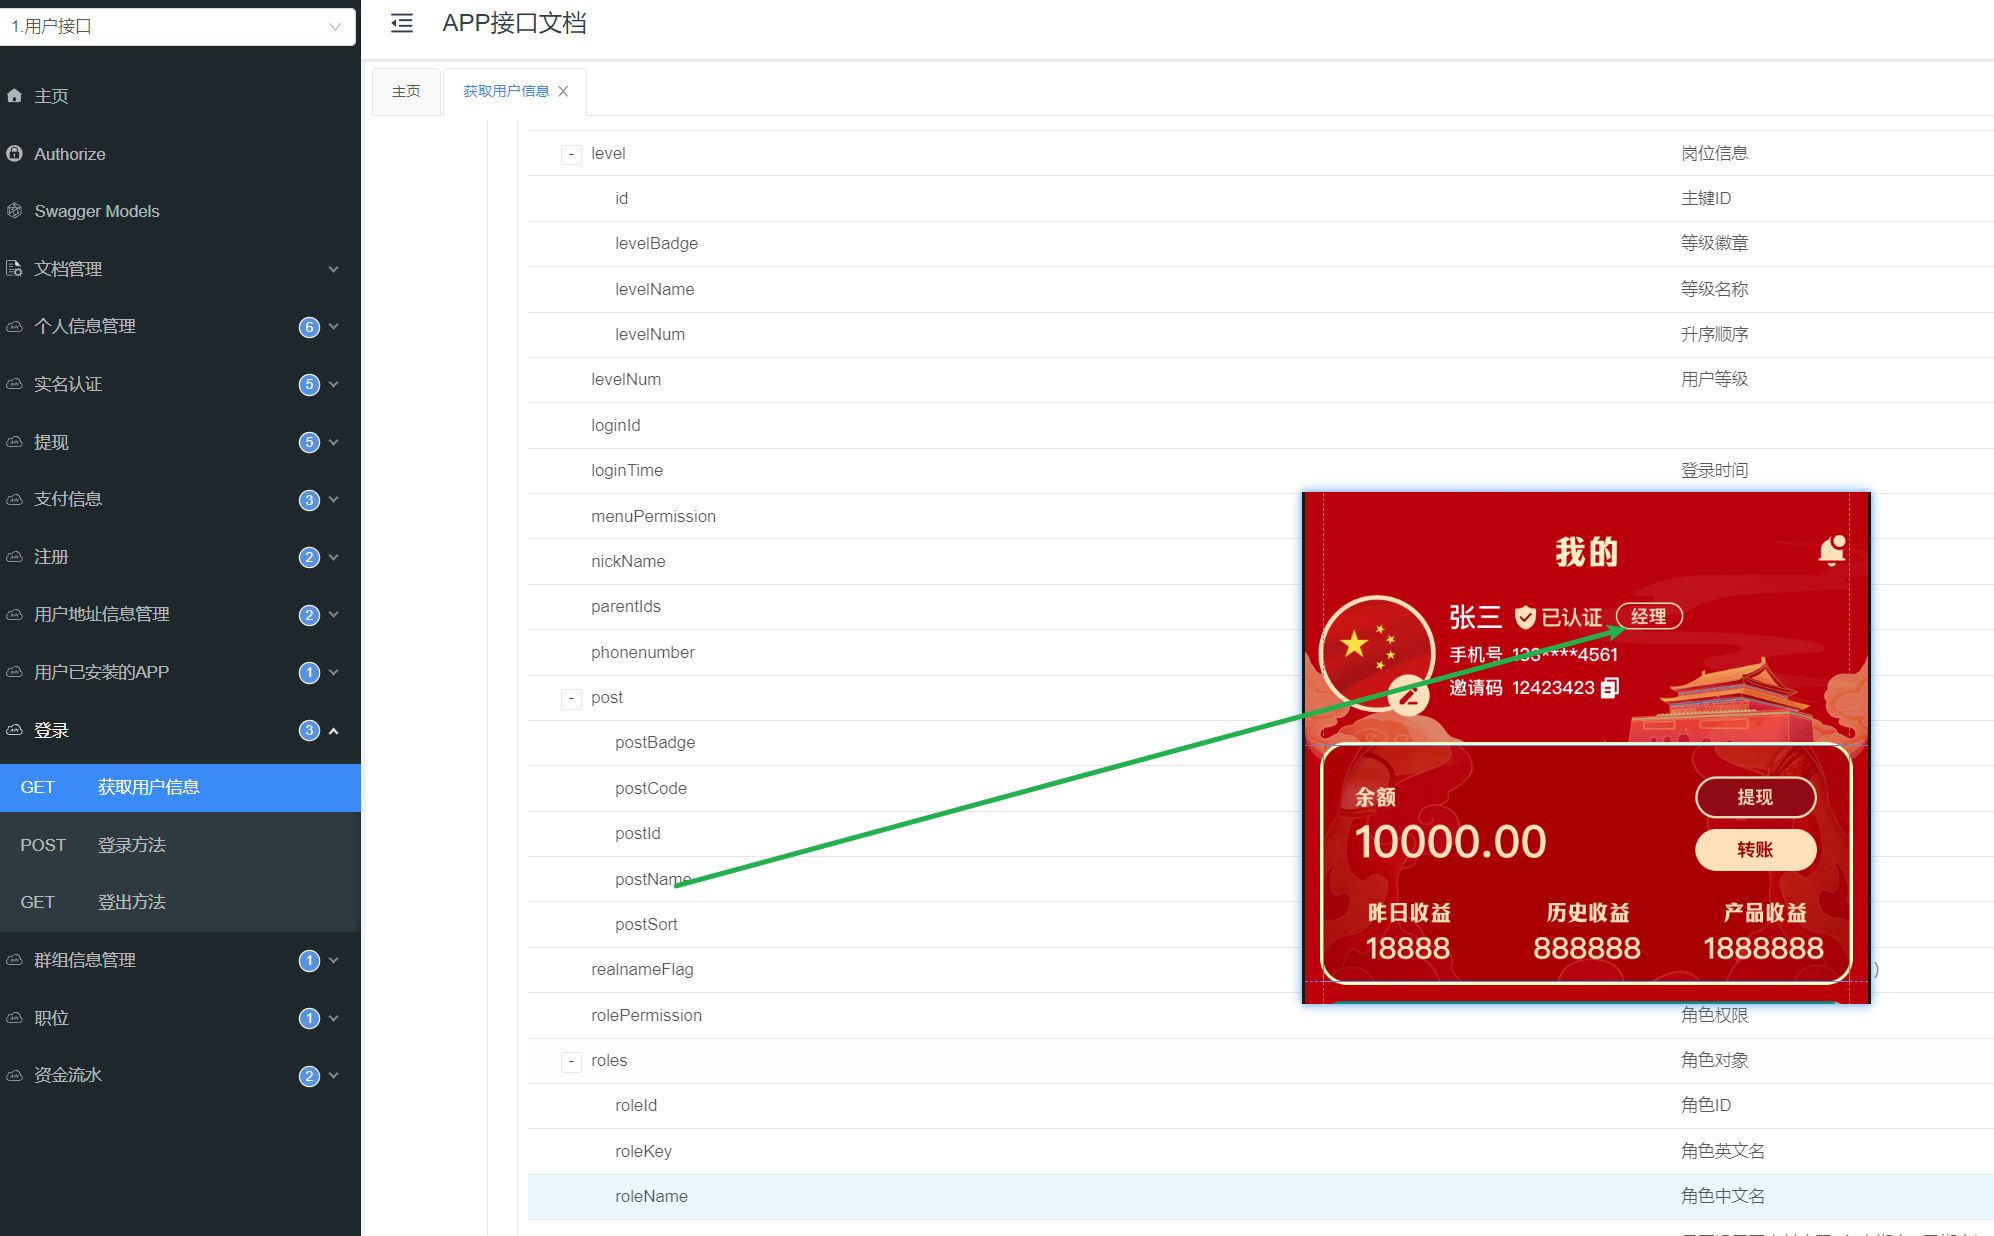 1.用户接口
主页
Authorize
Swagger Models
文档管理
个人信息管理 6
实名认证 5
提现 5
支付信息 3
注册 2
用户地址信息管理 2
用户已安装的APP 1
登录 3
GET 获取用户信息
POST 登录方法
GET 登出方法
群组信息管理 1
职位 1
资金流水 2
APP接口文档
主页 获取用户信息
level 岗位信息
id 主键ID
levelBadge 等级徽章
levelName 等级名称
levelNum 升序顺序
levelNum 用户等级
loginId
loginTime 登录时间
menuPermission
nickName
parentIds
phonenumber
post
postBadge
postCode
postId
postName
postSort
realnameFlag )
rolePermission 角色权限
roles 角色对象
roleId 角色ID
roleKey 角色英文名
roleName 角色中文名
我的
张三 已认证 经理
手机号 136****4561
邀请码 12423423
余额 提现
10000.00
转账
昨日收益 历史收益 产品收益
18888 888888 1888888